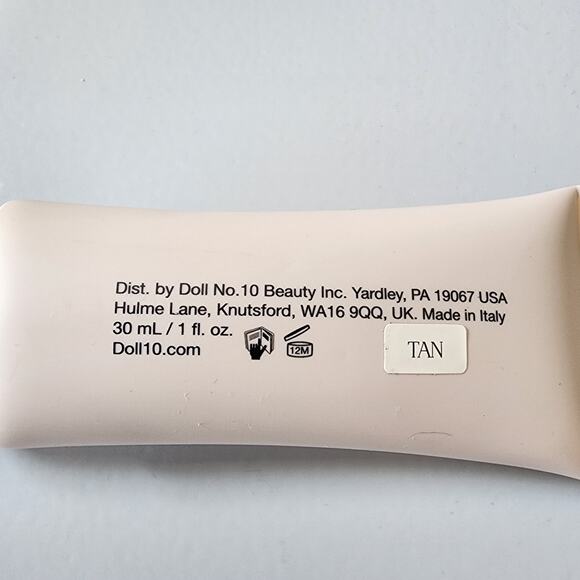 Dist. by Doll No.10 Beauty Inc. Yardley, PA 19067 USA
Hulme Lane, Knutsford, WA16 9QQ, UK. Made in Italy
30 mL / 1 fl. oz.
Doll10.com
12M
TAN